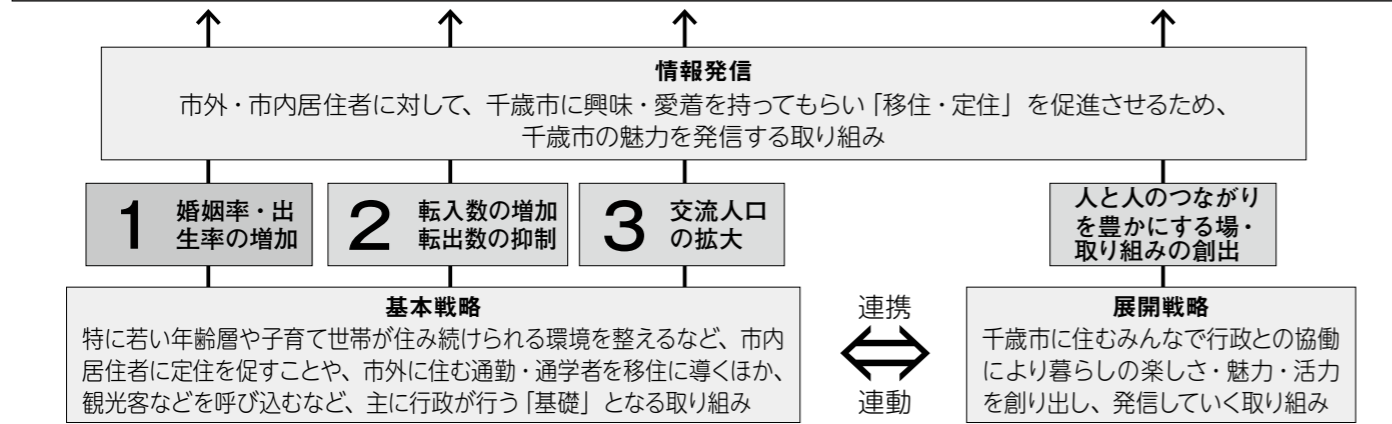 情報発信
市外・市内居住者に対して、千歳市に興味・愛着を持ってもらい「移住・定住」を促進させるため、
千歳市の魅力を発信する取り組み
1 婚姻率・出
生率の増加
2 転入数の増加
転出数の抑制
3 交流人口
の拡大
人と人のつながり
を豊かにする場・
取り組みの創出
基本戦略
特に若い年齢層や子育て世帯が住み続けられる環境を整えるなど、市内
居住者に定住を促すことや、市外に住む通勤・通学者を移住に導くほか、
観光客などを呼び込むなど、主に行政が行う「基礎」となる取り組み
連携
連動
展開戦略
千歳市に住むみんなで行政との協働
により暮らしの楽しさ・魅力・活力
を創り出し、発信していく取り組み